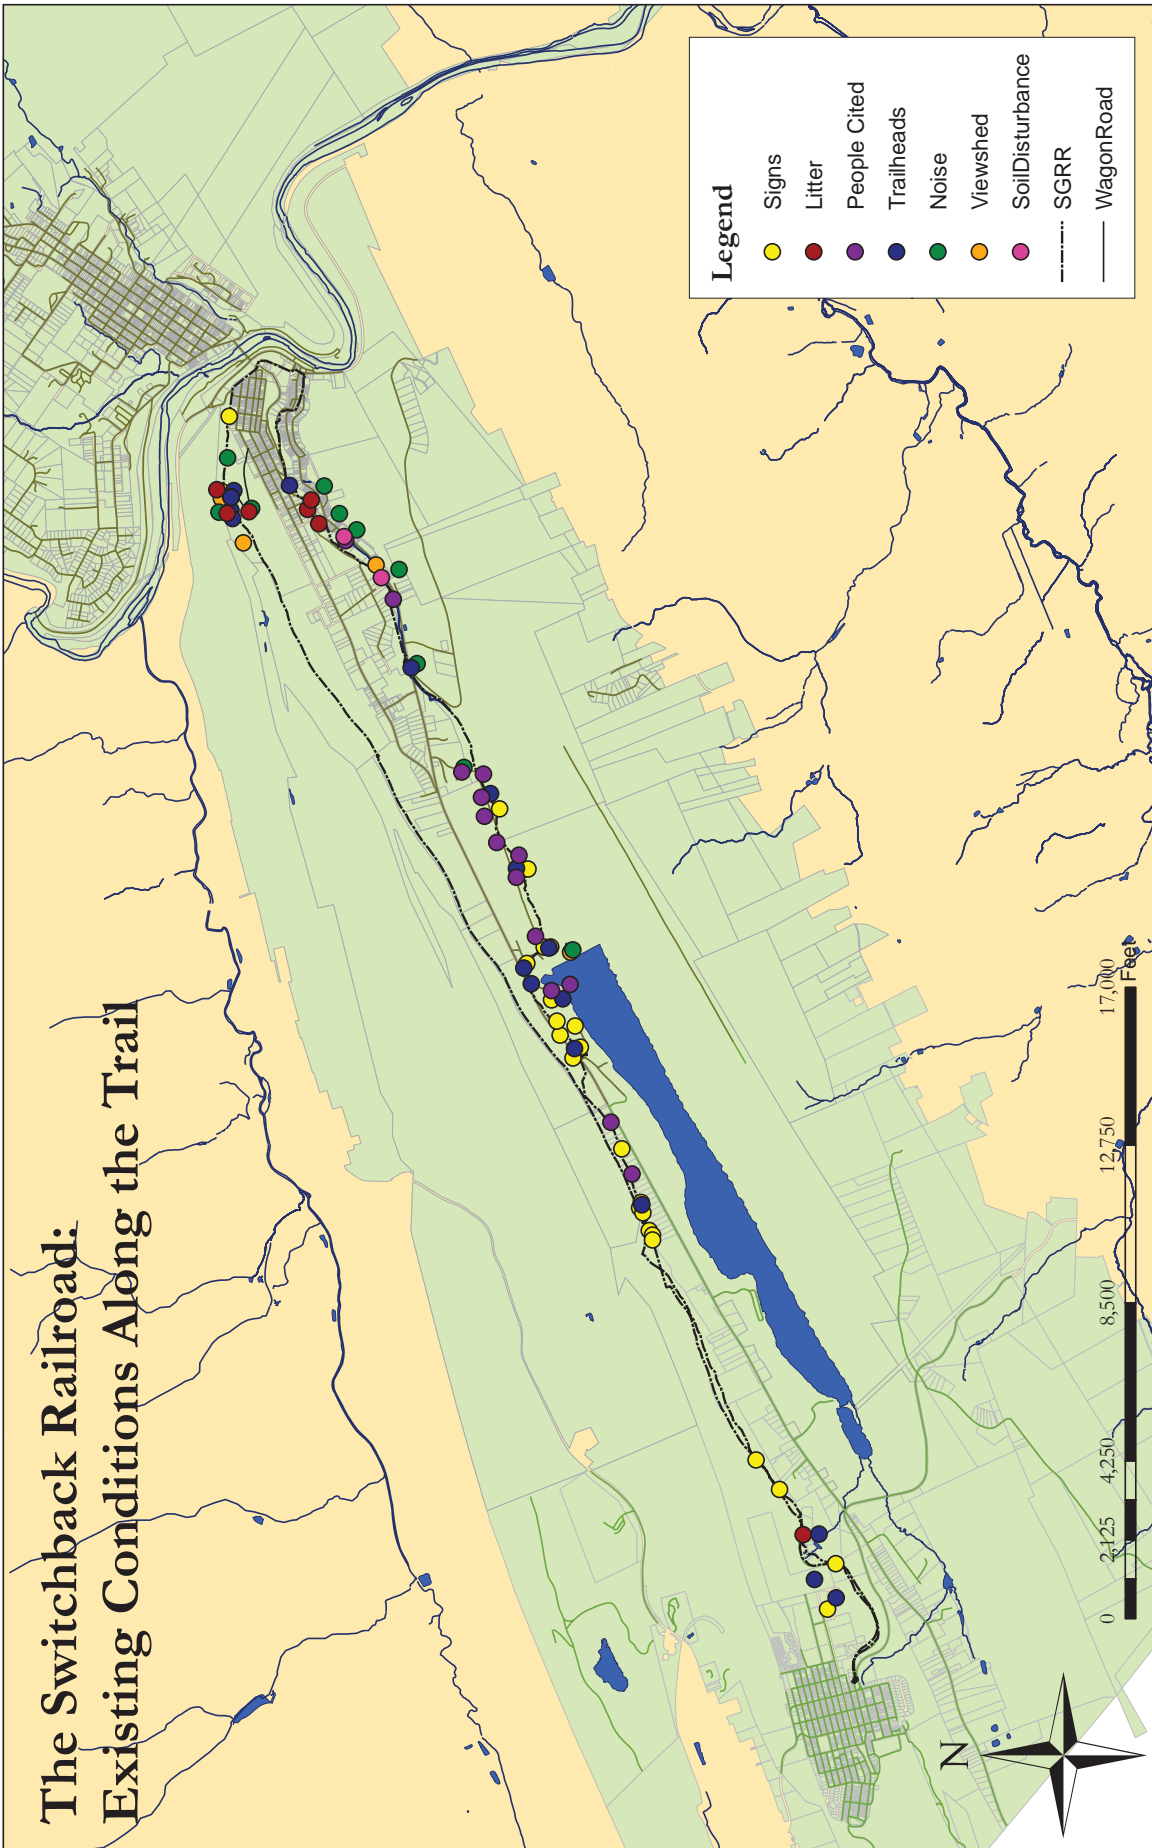 The Switchback Railroad:
Existing Conditions Along the Trail
Legend
Signs
Litter
People Cited
Trailheads
Noise
Viewshed
SoilDisturbance
SGRR
WagonRoad
N
0 2,125 4,250 8,500 12,750 17,000
Feet